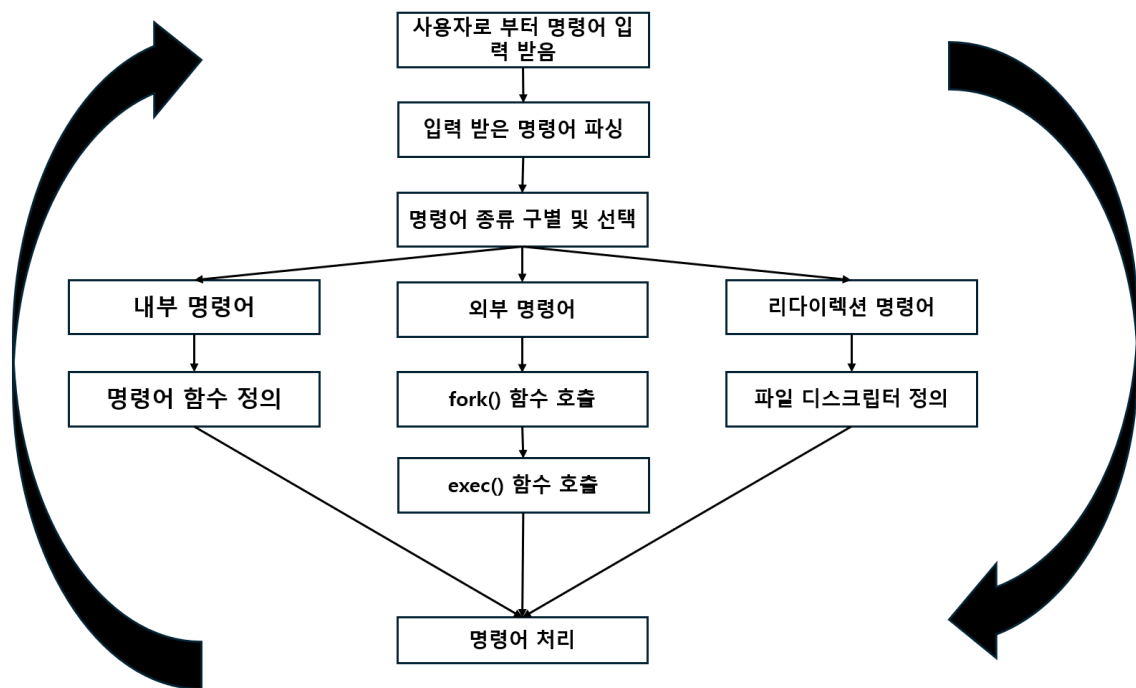 사용자로 부터 명령어 입
력 받음
입력 받은 명령어 파싱
명령어 종류 구별 및 선택
내부 명령어
외부 명령어
리다이렉션 명령어
명령어 함수 정의
fork() 함수 호출
파일 디스크립터 정의
exec() 함수 호출
명령어 처리